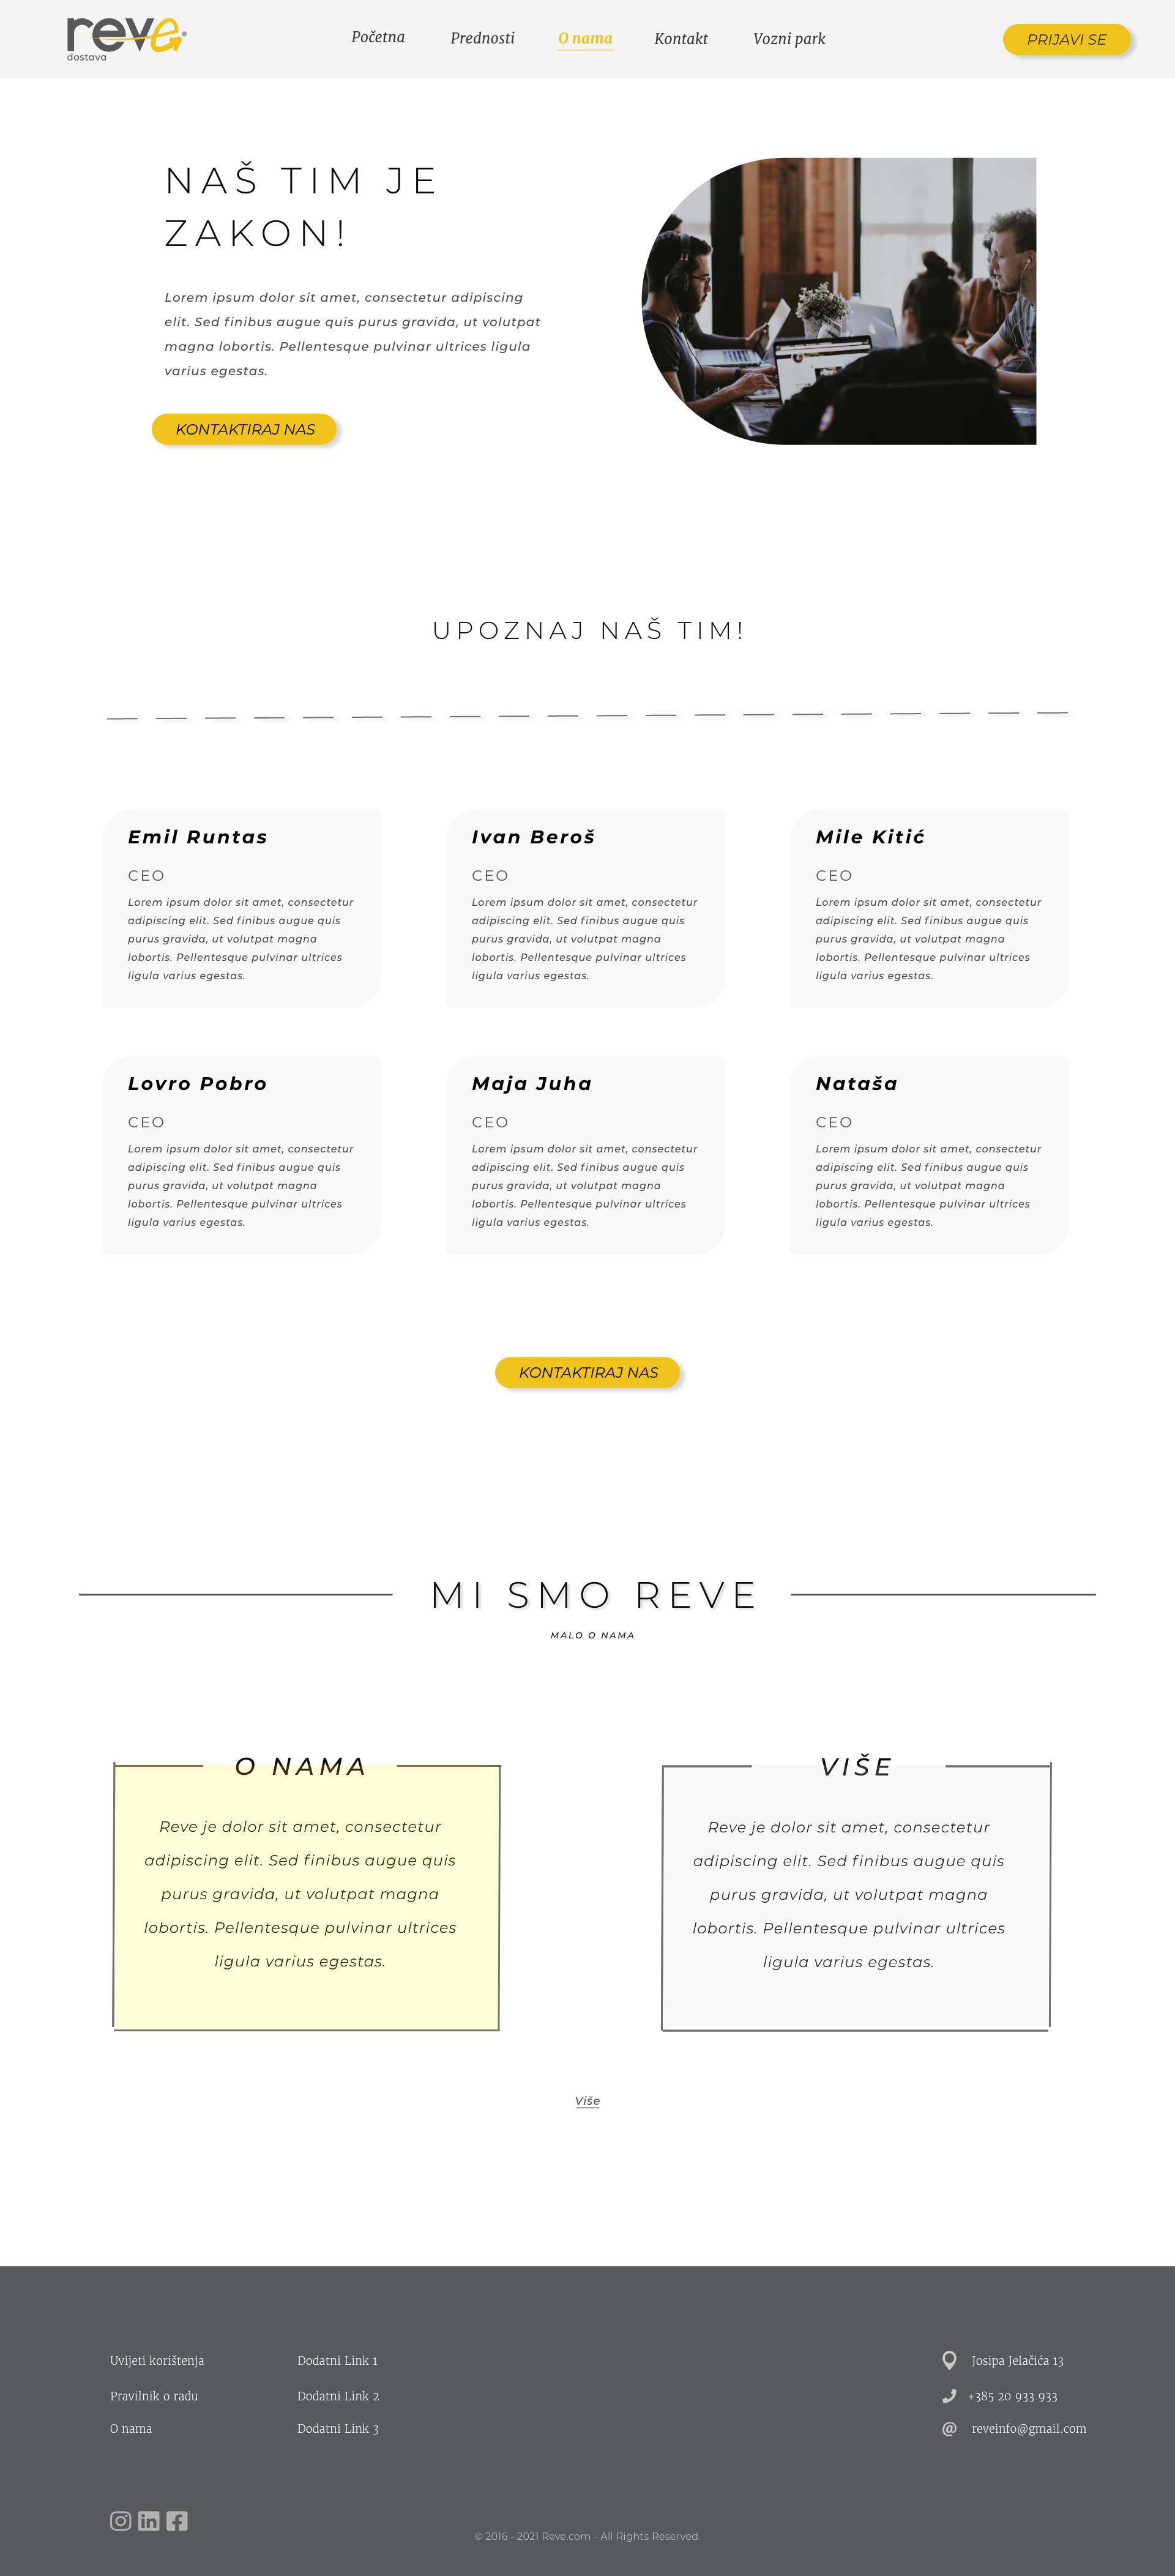 reve
dostava
Početna Prednosti O nama Kontakt Vozni park
PRIJAVI SE
NAŠ TIM JE
ZAKON!
Lorem ipsum dolor sit amet, consectetur adipiscing
elit. Sed finibus augue quis purus gravida, ut volutpat
magna lobortis. Pellentesque pulvinar ultrices ligula
varius egestas.
KONTAKTIRAJ NAS
UPOZNAJ NAŠ TIM!
Emil Runtas
CEO
Lorem ipsum dolor sit amet, consectetur
adipiscing elit. Sed finibus augue quis
purus gravida, ut volutpat magna
lobortis. Pellentesque pulvinar ultrices
ligula varius egestas.
Ivan Beroš
CEO
Lorem ipsum dolor sit amet, consectetur
adipiscing elit. Sed finibus augue quis
purus gravida, ut volutpat magna
lobortis. Pellentesque pulvinar ultrices
ligula varius egestas.
Mile Kitić
CEO
Lorem ipsum dolor sit amet, consectetur
adipiscing elit. Sed finibus augue quis
purus gravida, ut volutpat magna
lobortis. Pellentesque pulvinar ultrices
ligula varius egestas.
Lovro Pobro
CEO
Lorem ipsum dolor sit amet, consectetur
adipiscing elit. Sed finibus augue quis
purus gravida, ut volutpat magna
lobortis. Pellentesque pulvinar ultrices
ligula varius egestas.
Maja Juha
CEO
Lorem ipsum dolor sit amet, consectetur
adipiscing elit. Sed finibus augue quis
purus gravida, ut volutpat magna
lobortis. Pellentesque pulvinar ultrices
ligula varius egestas.
Nataša
CEO
Lorem ipsum dolor sit amet, consectetur
adipiscing elit. Sed finibus augue quis
purus gravida, ut volutpat magna
lobortis. Pellentesque pulvinar ultrices
ligula varius egestas.
KONTAKTIRAJ NAS
MI SMO REVE
MALO O NAMA
O NAMA
Reve je dolor sit amet, consectetur
adipiscing elit. Sed finibus augue quis
purus gravida, ut volutpat magna
lobortis. Pellentesque pulvinar ultrices
ligula varius egestas.
VIŠE
Reve je dolor sit amet, consectetur
adipiscing elit. Sed finibus augue quis
purus gravida, ut volutpat magna
lobortis. Pellentesque pulvinar ultrices
ligula varius egestas.
Više
Uvijeti korištenja
Pravilnik o radu
O nama
Dodatni Link 1
Dodatni Link 2
Dodatni Link 3
Josipa Jelačića 13
+385 20 933 933
reveinfo@gmail.com
© 2016 - 2021 Reve.com - All Rights Reserved.